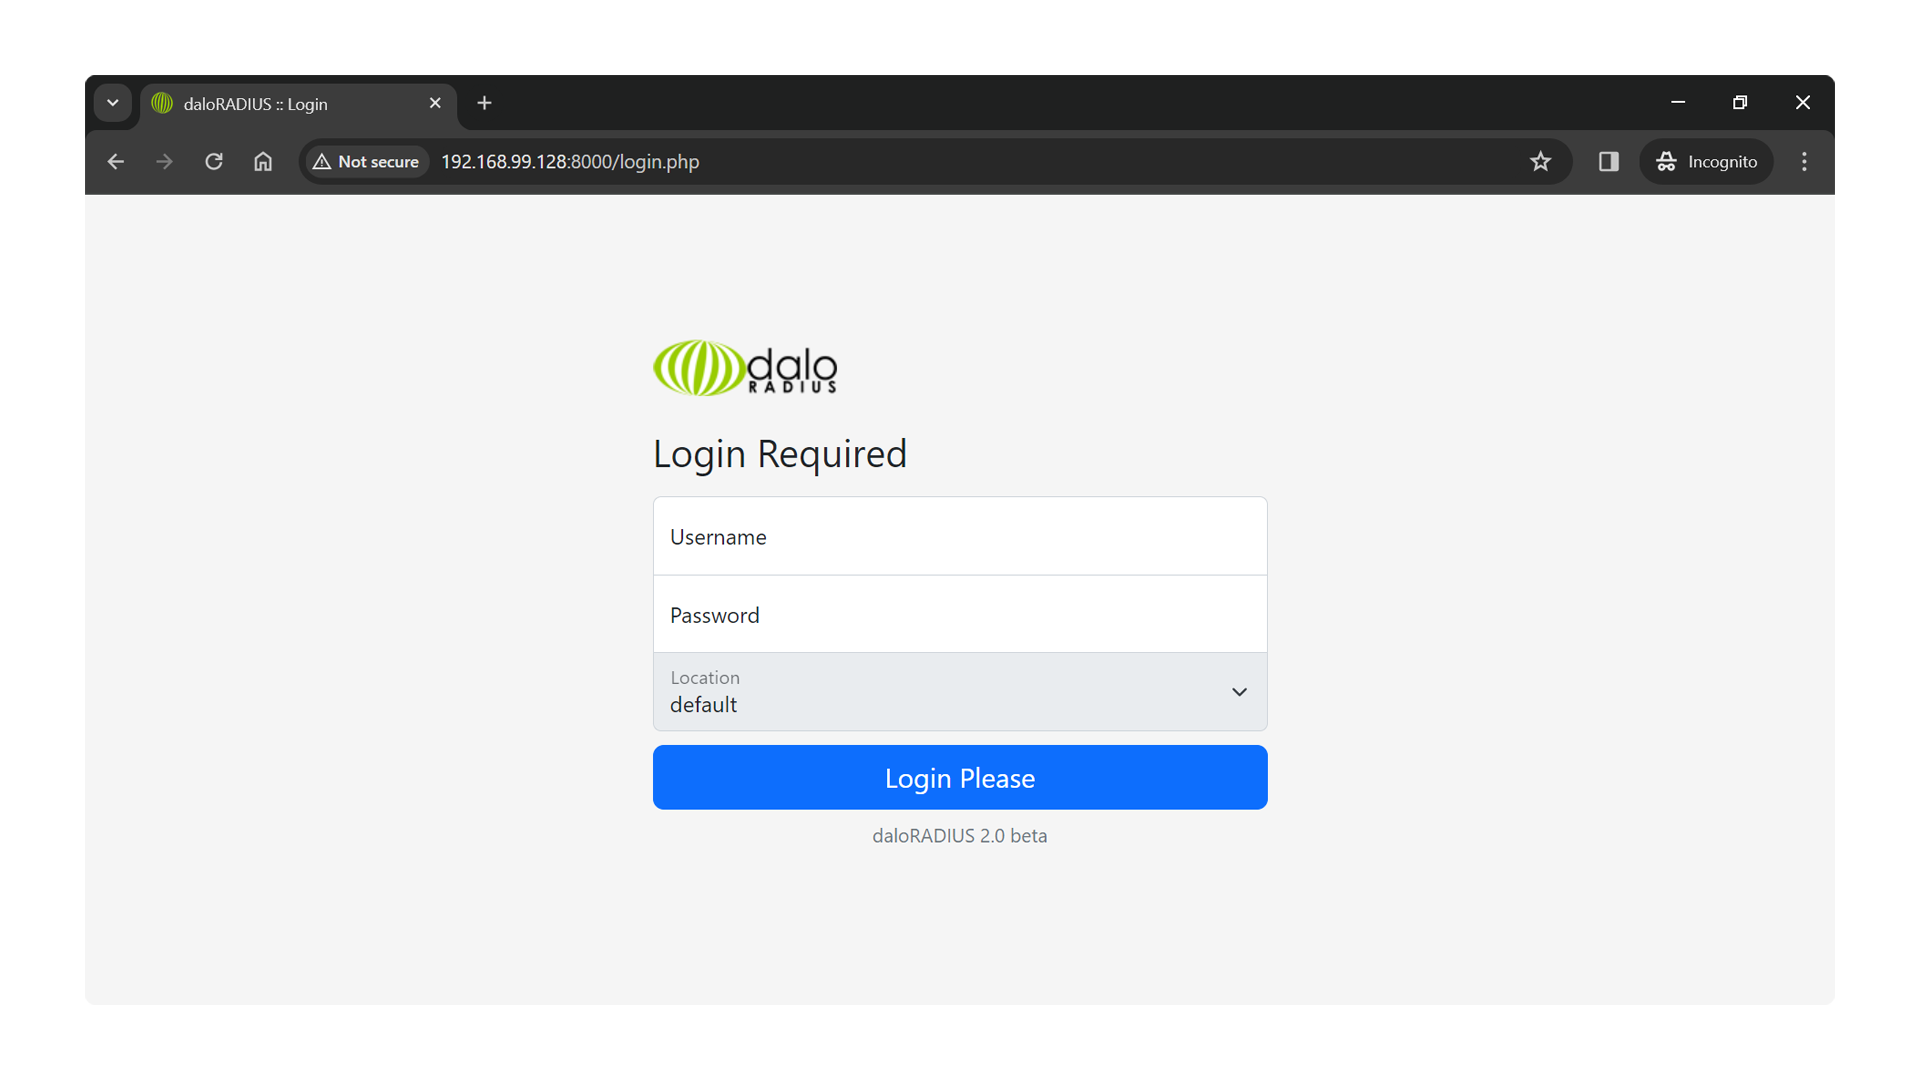 daloRADIUS :: Login
Not secure
192.168.99.128:8000/login.php
Incognito
dalo
RADIUS
Login Required
Username
Password
Location
default
Login Please
daloRADIUS 2.0 beta